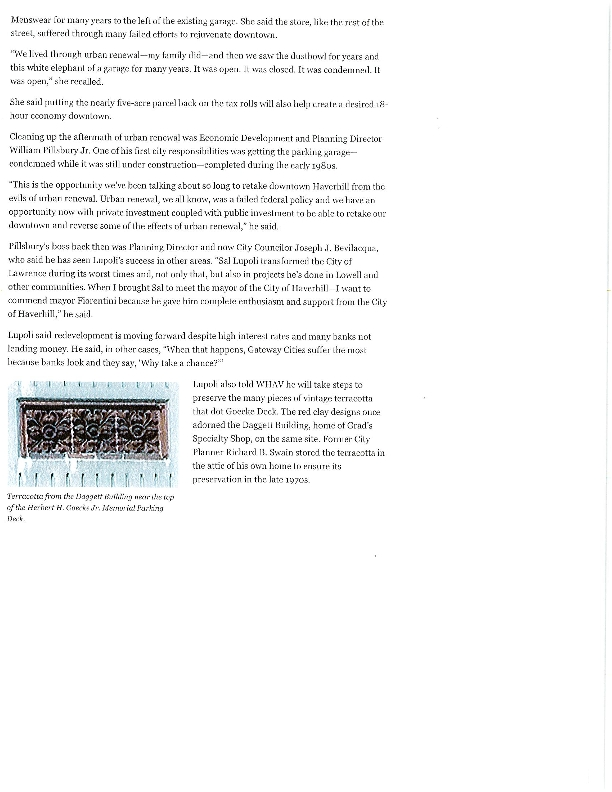 Menswear for many years to the left of the existing garage. She said the store, like the rest of the
street, suffered through many failed efforts to rejuvenate downtown.
“We lived through urban renewal—my family did—and then we saw the dustbowl for years and
this white elephant of a garage for many years. It was open. It was closed. It was condemned. It
was open,” she recalled.
She said putting the nearly five-acre parcel back on the tax rolls will also help create a desired 18-
hour economy downtown.
Cleaning up the aftermath of urban renewal was Economic Development and Planning Director
William Pillsbury Jr. One of his first city responsibilities was getting the parking garage—
condemned while it was still under construction—completed during the early 1980s.
“This is the opportunity we’ve been talking about so long to retake downtown Haverhill from the
evils of urban renewal. Urban renewal, we all know, was a failed federal policy and we have an
opportunity now with private investment coupled with public investment to be able to retake our
downtown and reverse some of the effects of urban renewal,” he said.
Pillsbury’s boss back then was Planning Director and now City Councilor Joseph J. Bevilacqua,
who said he has seen Lupoli’s success in other areas. “Sal Lupoli transformed the City of
Lawrence during its worst times and, not only that, but also in projects he’s done in Lowell and
other communities. When I brought Sal to meet the mayor of the City of Haverhill—I want to
commend mayor Fiorentini because he gave him complete enthusiasm and support from the City
of Haverhill,” he said.
Lupoli said redevelopment is moving forward despite high interest rates and many banks not
lending money. He said, in other cases, “When that happens, Gateway Cities suffer the most
because banks look and they say, ‘Why take a chance?’”
Lupoli also told WHAV he will take steps to
preserve the many pieces of vintage terracotta
that dot Goecke Deck. The red clay designs once
adorned the Daggett Building, home of Grad’s
Specialty Shop, on the same site. Former City
Planner Richard B. Swain stored the terracotta in
the attic of his own home to ensure its
preservation in the late 1970s.
Terracotta from the Daggett Building near the top
of the Herbert H. Goecke Jr. Memorial Parking
Deck.